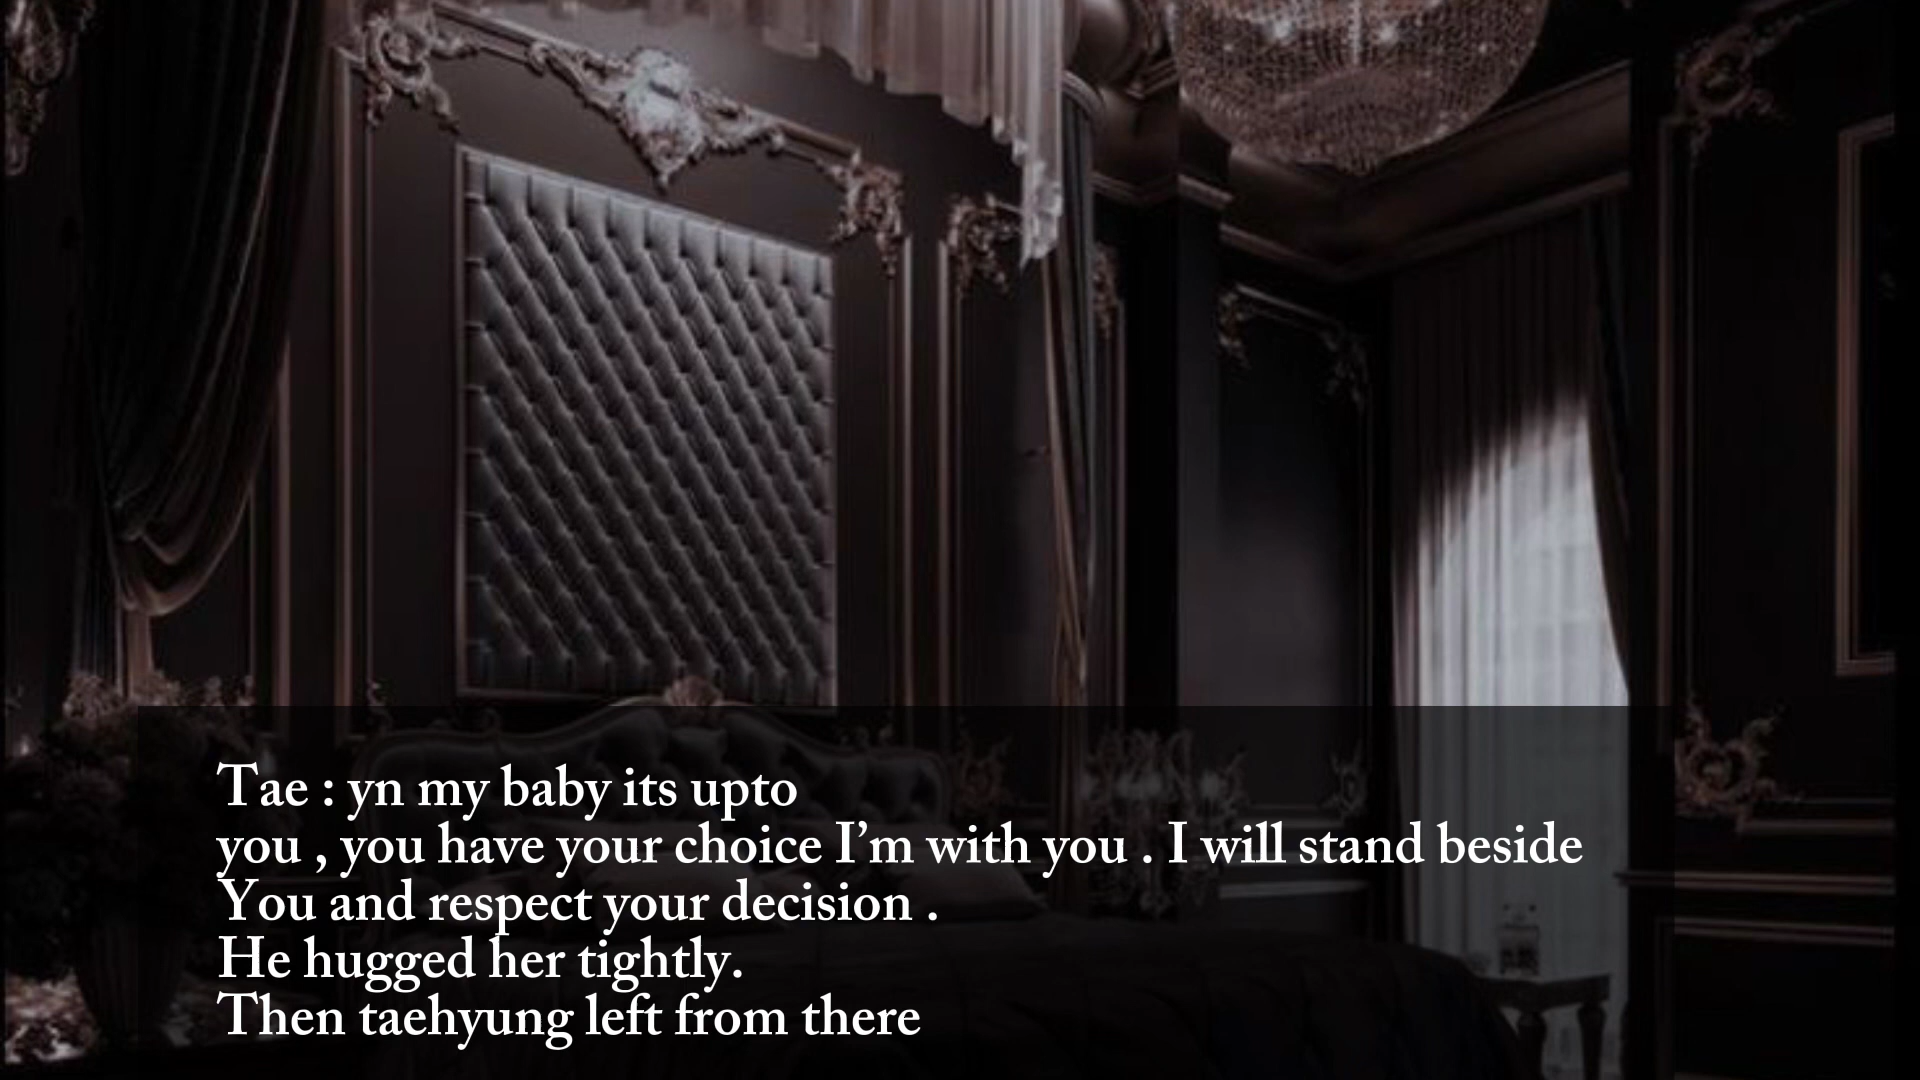 Tae : yn my baby its upto
you , you have your choice I’m with you . I will stand beside
You and respect your decision .
He hugged her tightly.
Then taehyung left from there